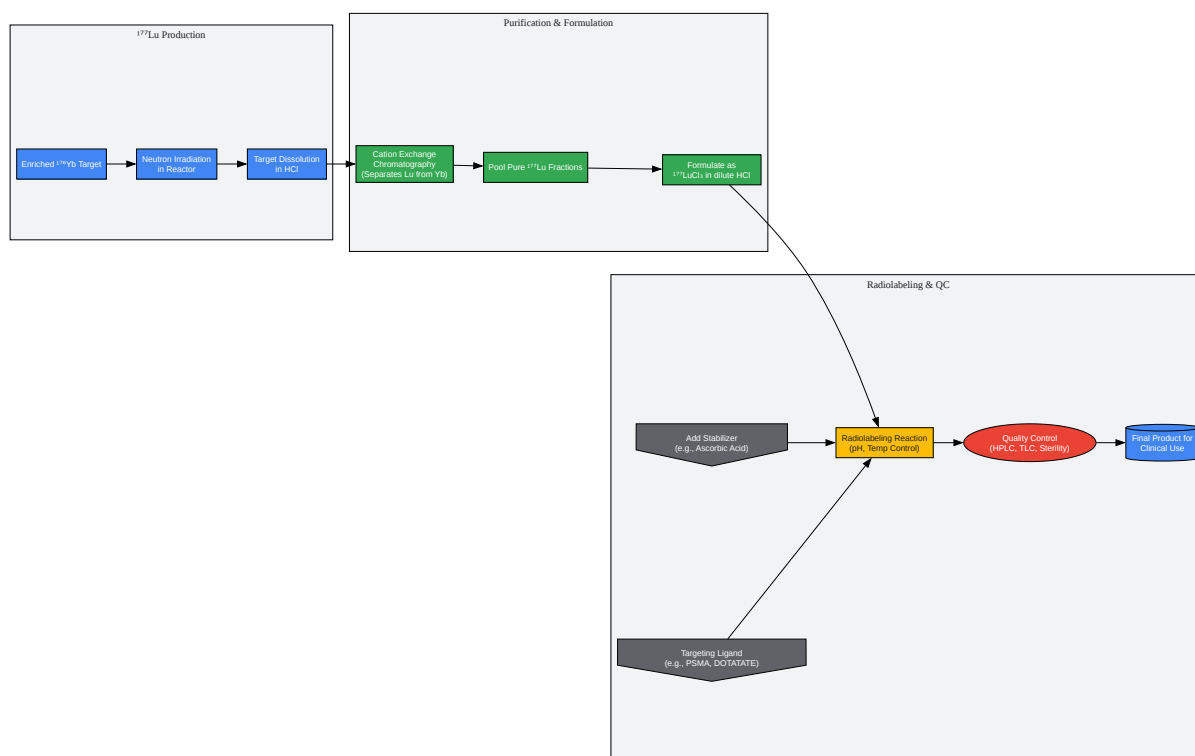 ¹⁷⁷Lu Production
Purification & Formulation
Enriched ¹⁷⁶Yb Target
Neutron Irradiation
in Reactor
Target Dissolution
in HCl
Cation Exchange
Chromatography
(Separates Lu from Yb)
Pool Pure ¹⁷⁷Lu Fractions
Formulate as
¹⁷⁷LuCl₃ in dilute HCl
Radiolabeling & QC
Add Stabilizer
(e.g., Ascorbic Acid)
Radiolabeling Reaction
(pH, Temp Control)
Quality Control
(HPLC, TLC, Sterility)
Final Product for
Clinical Use
Targeting Ligand
(e.g., PSMA, DOTATATE)